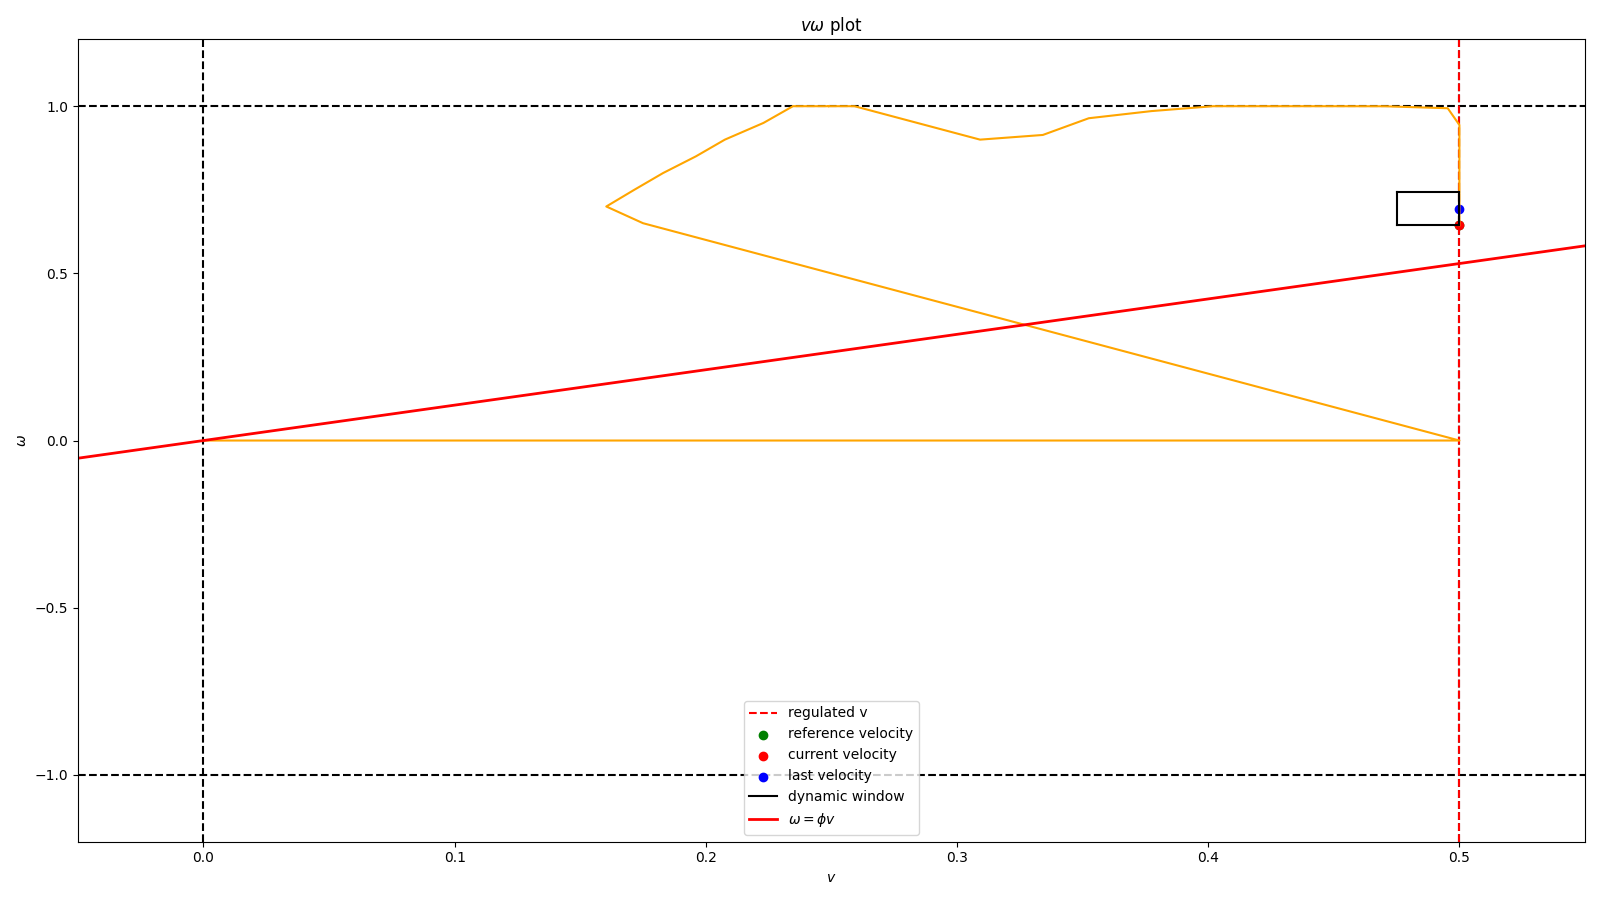 vω plot
1.0
0.5
0.0
−0.5
−1.0
ω
0.0
0.1
0.2
0.3
0.4
0.5
v
regulated v
reference velocity
current velocity
last velocity
dynamic window
ω = ϕv